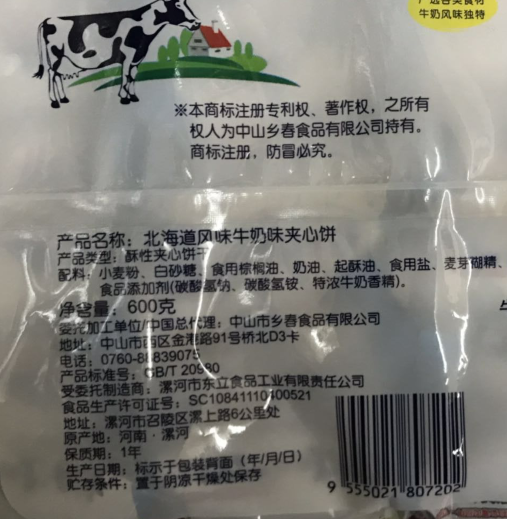 牛奶风味独特
※本商标注册专利权、著作权，之所有
权人为中山乡春食品有限公司持有。
商标注册，防冒必究。
产品名称：北海道风味牛奶味夹心饼
产品类型：酥性夹心饼干
配料：小麦粉、白砂糖、食用棕榈油、奶油、起酥油、食用盐、麦芽糊精、
食品添加剂(碳酸氢钠、碳酸氢铵、特浓牛奶香精)。
净含量：600克
委托加工单位/中国总代理：中山市乡春食品有限公司
地址：中山市西区金港路91号桥北D3卡
电话：0760-88839075
产品标准号：GB/T 20980
受委托制造商：漯河市东立食品工业有限责任公司
食品生产许可证号：SC10841110400521
地址：漯河市召陵区漯上路6公里处
原产地：河南·漯河
保质期：1年
生产日期：标示于包装背面（年/月/日）
贮存条件：置于阴凉干燥处保存
9 555021 807202